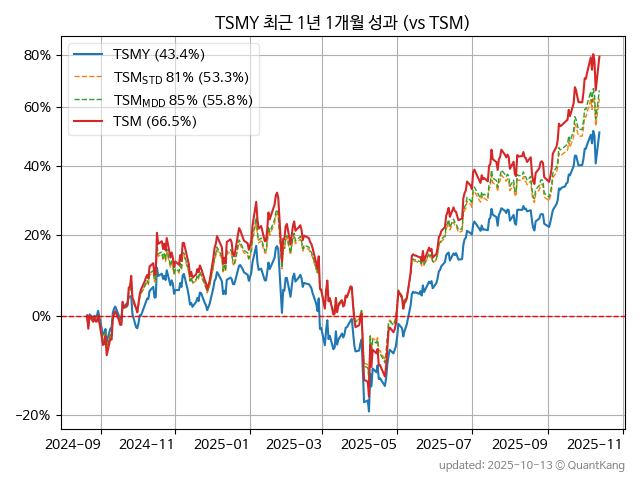 TSMY 최근 1년 1개월 성과 (vs TSM)
TSMY (43.4%)
TSM_STD 81% (53.3%)
TSM_MDD 85% (55.8%)
TSM (66.5%)
80%
60%
40%
20%
0%
−20%
2024-09 2024-11 2025-01 2025-03 2025-05 2025-07 2025-09 2025-11
updated: 2025-10-13 © QuantKang